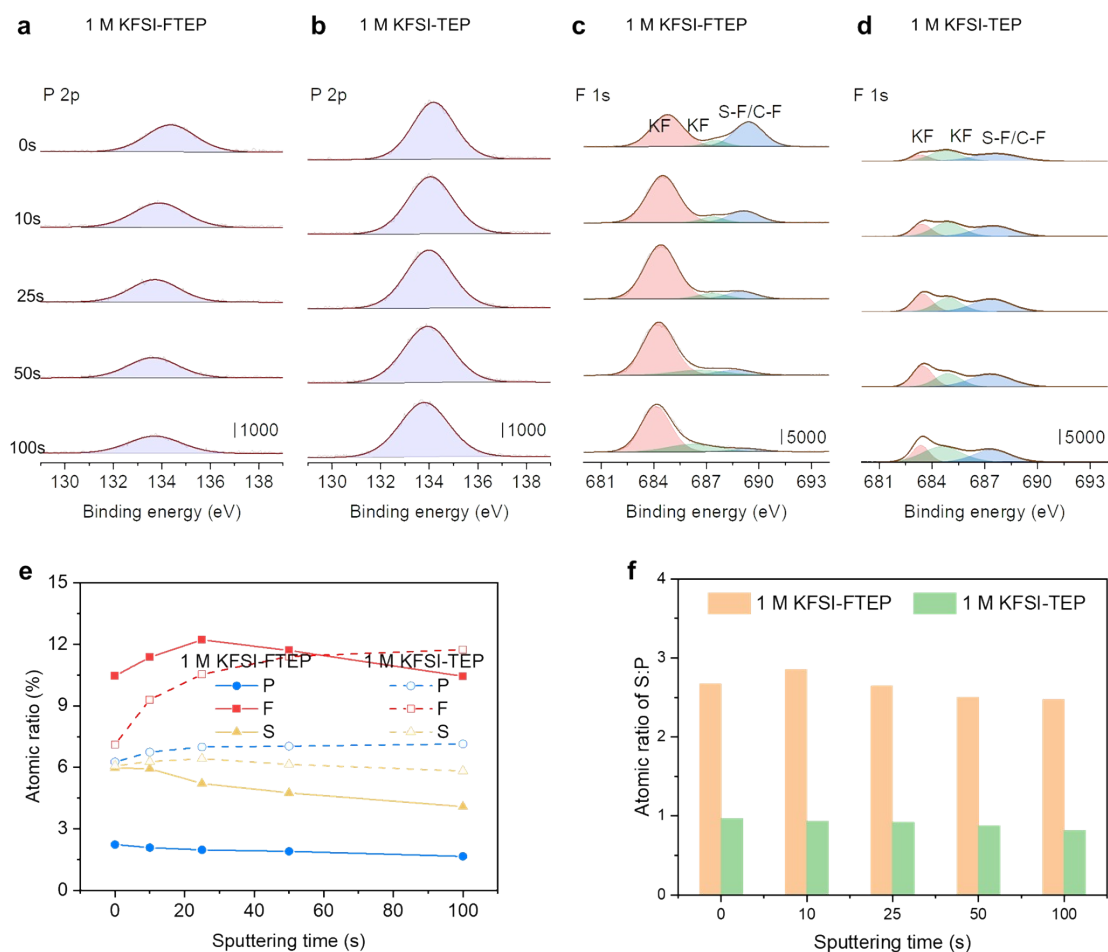 a 1 M KFSI-FTEP
b 1 M KFSI-TEP
c 1 M KFSI-FTEP
d 1 M KFSI-TEP
P 2p
P 2p
F 1s
F 1s
KF KF S-F/C-F
KF KF S-F/C-F
0s
10s
25s
50s
100s
1000
1000
5000
5000
130 132 134 136 138
130 132 134 136 138
681 684 687 690 693
681 684 687 690 693
Binding energy (eV)
Binding energy (eV)
Binding energy (eV)
Binding energy (eV)
e
Atomic ratio (%)
15
12
9
6
3
0
1 M KFSI-FTEP 1 M KFSI-TEP
P P
F F
S S
0 20 40 60 80 100
Sputtering time (s)
f
Atomic ratio of S:P
4
3
2
1
0
1 M KFSI-FTEP 1 M KFSI-TEP
0 10 25 50 100
Sputtering time (s)